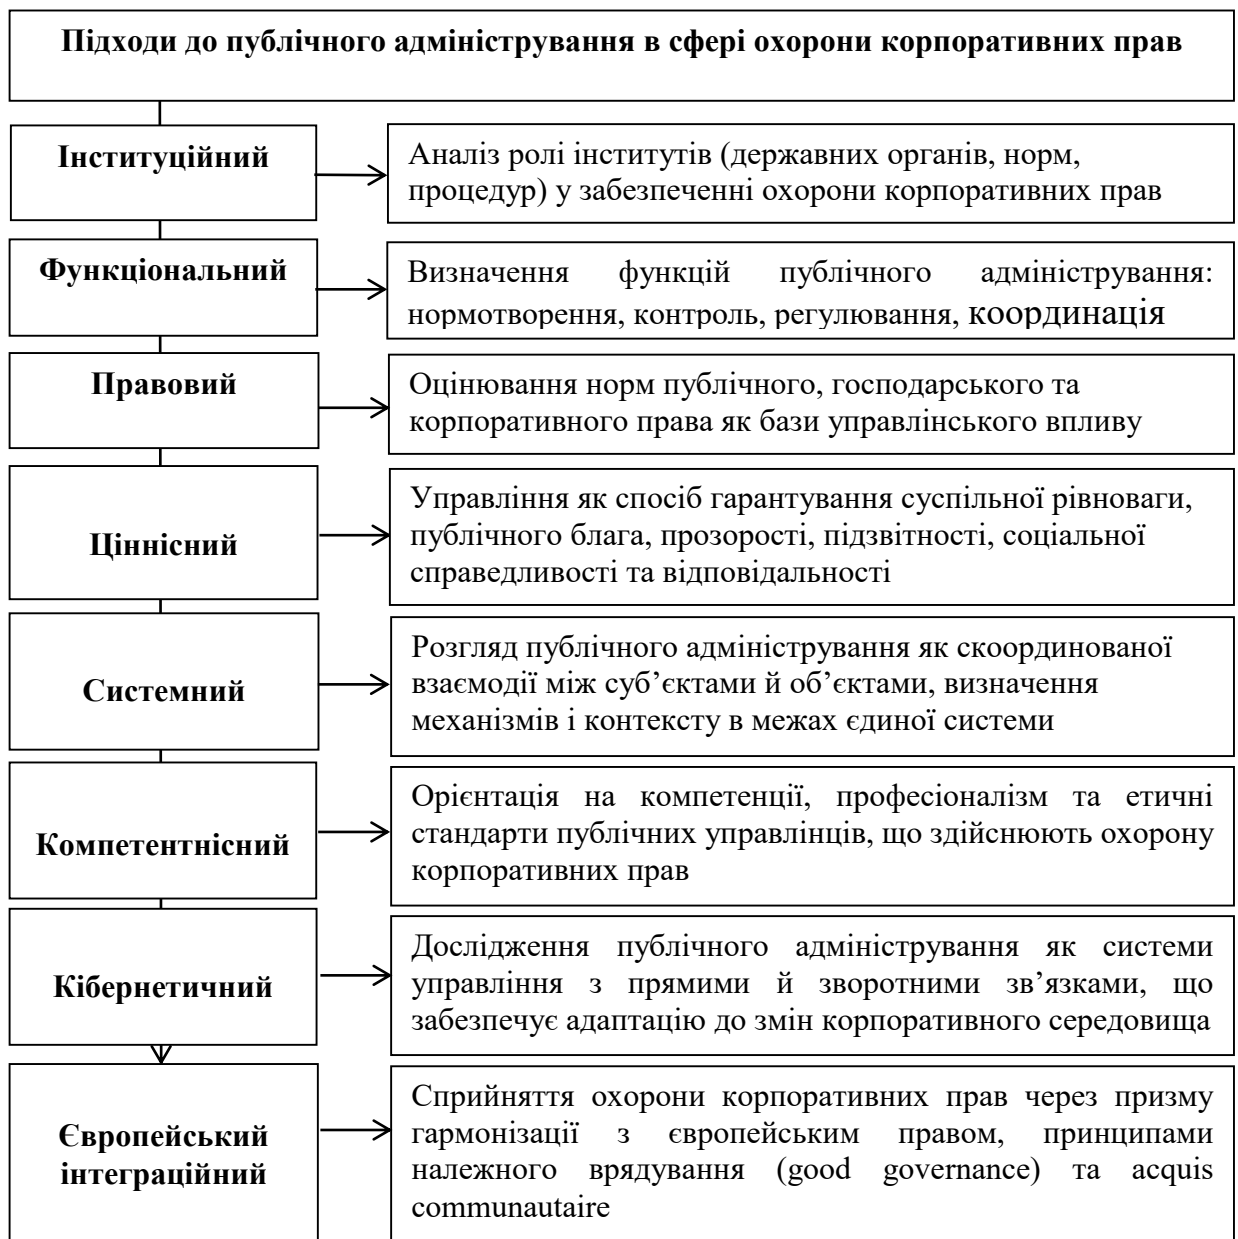 Підходи до публічного адміністрування в сфері охорони корпоративних прав
Інституційний
Аналіз ролі інститутів (державних органів, норм,
процедур) у забезпеченні охорони корпоративних прав
Функціональний
Визначення функцій публічного адміністрування:
нормотворення, контроль, регулювання, координація
Правовий
Оцінювання норм публічного, господарського та
корпоративного права як бази управлінського впливу
Ціннісний
Управління як спосіб гарантування суспільної рівноваги,
публічного блага, прозорості, підзвітності, соціальної
справедливості та відповідальності
Системний
Розгляд публічного адміністрування як скоординованої
взаємодії між суб’єктами й об’єктами, визначення
механізмів і контексту в межах єдиної системи
Компетентнісний
Орієнтація на компетенції, професіоналізм та етичні
стандарти публічних управлінців, що здійснюють охорону
корпоративних прав
Кібернетичний
Дослідження публічного адміністрування як системи
управління з прямими й зворотними зв’язками, що
забезпечує адаптацію до змін корпоративного середовища
Європейський
інтеграційний
Сприйняття охорони корпоративних прав через призму
гармонізації з європейським правом, принципами
належного врядування (good governance) та acquis
communautaire